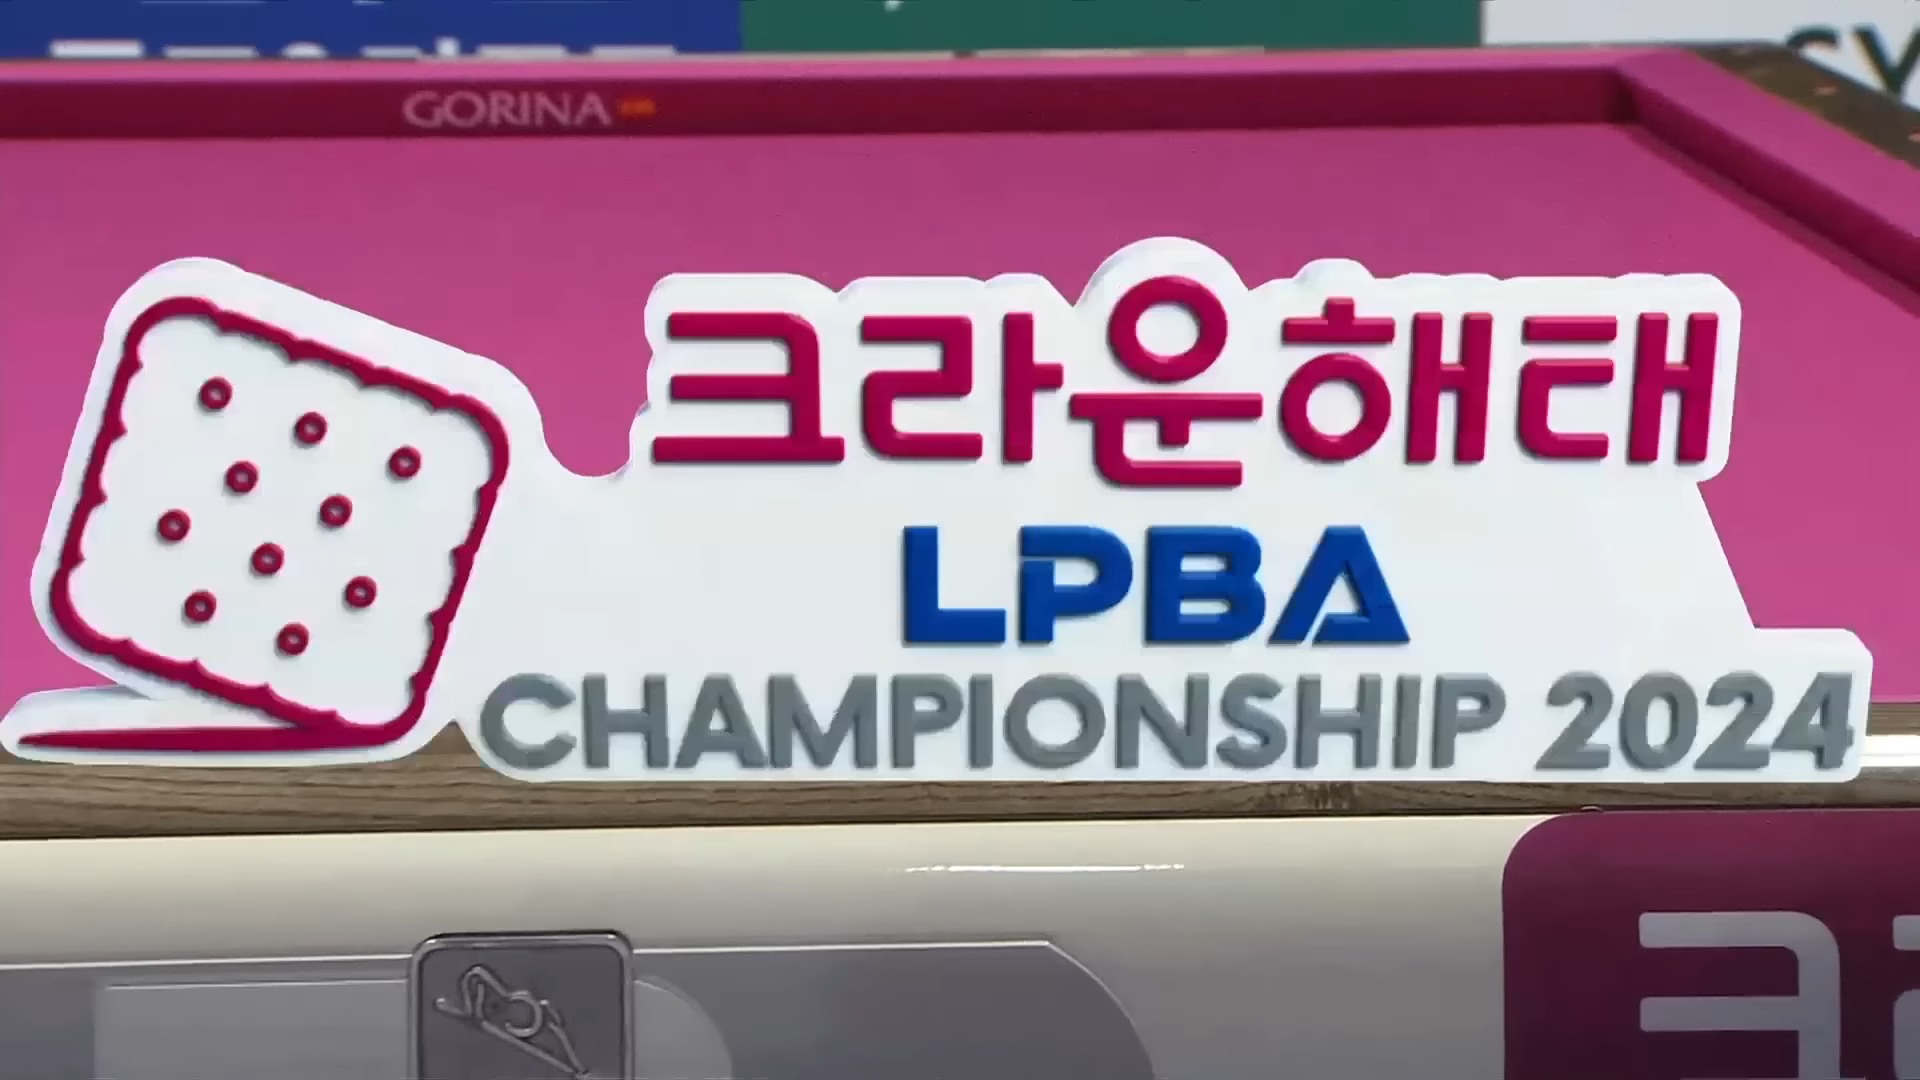 GORINA
크라운해태
LPBA
CHAMPIONSHIP 2024